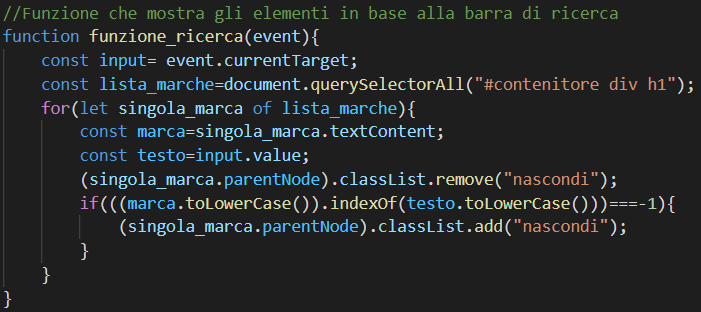 //Funzione che mostra gli elementi in base alla barra di ricerca
function funzione_ricerca(event){
    const input= event.currentTarget;
    const lista_marche=document.querySelectorAll("#contenitore div h1");
    for(let singola_marca of lista_marche){
        const marca=singola_marca.textContent;
        const testo=input.value;
        (singola_marca.parentNode).classList.remove("nascondi");
        if(((marca.toLowerCase()).indexOf(testo.toLowerCase()))===-1){
            (singola_marca.parentNode).classList.add("nascondi");
        }
    }
}